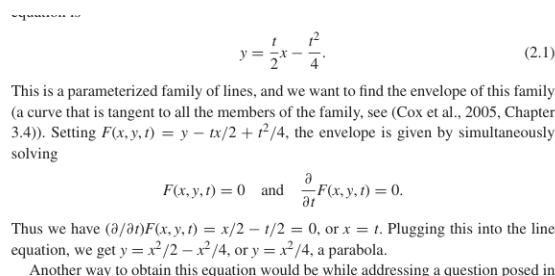 y = t/2 x − t²/4. (2.1)
This is a parameterized family of lines, and we want to find the envelope of this family
(a curve that is tangent to all the members of the family, see (Cox et al., 2005, Chapter
3.4)). Setting F(x, y, t) = y − tx/2 + t²/4, the envelope is given by simultaneously
solving
F(x, y, t) = 0 and ∂/∂t F(x, y, t) = 0.
Thus we have (∂/∂t)F(x, y, t) = x/2 − t/2 = 0, or x = t. Plugging this into the line
equation, we get y = x²/2 − x²/4, or y = x²/4, a parabola.
Another way to obtain this equation would be while addressing a question posed in